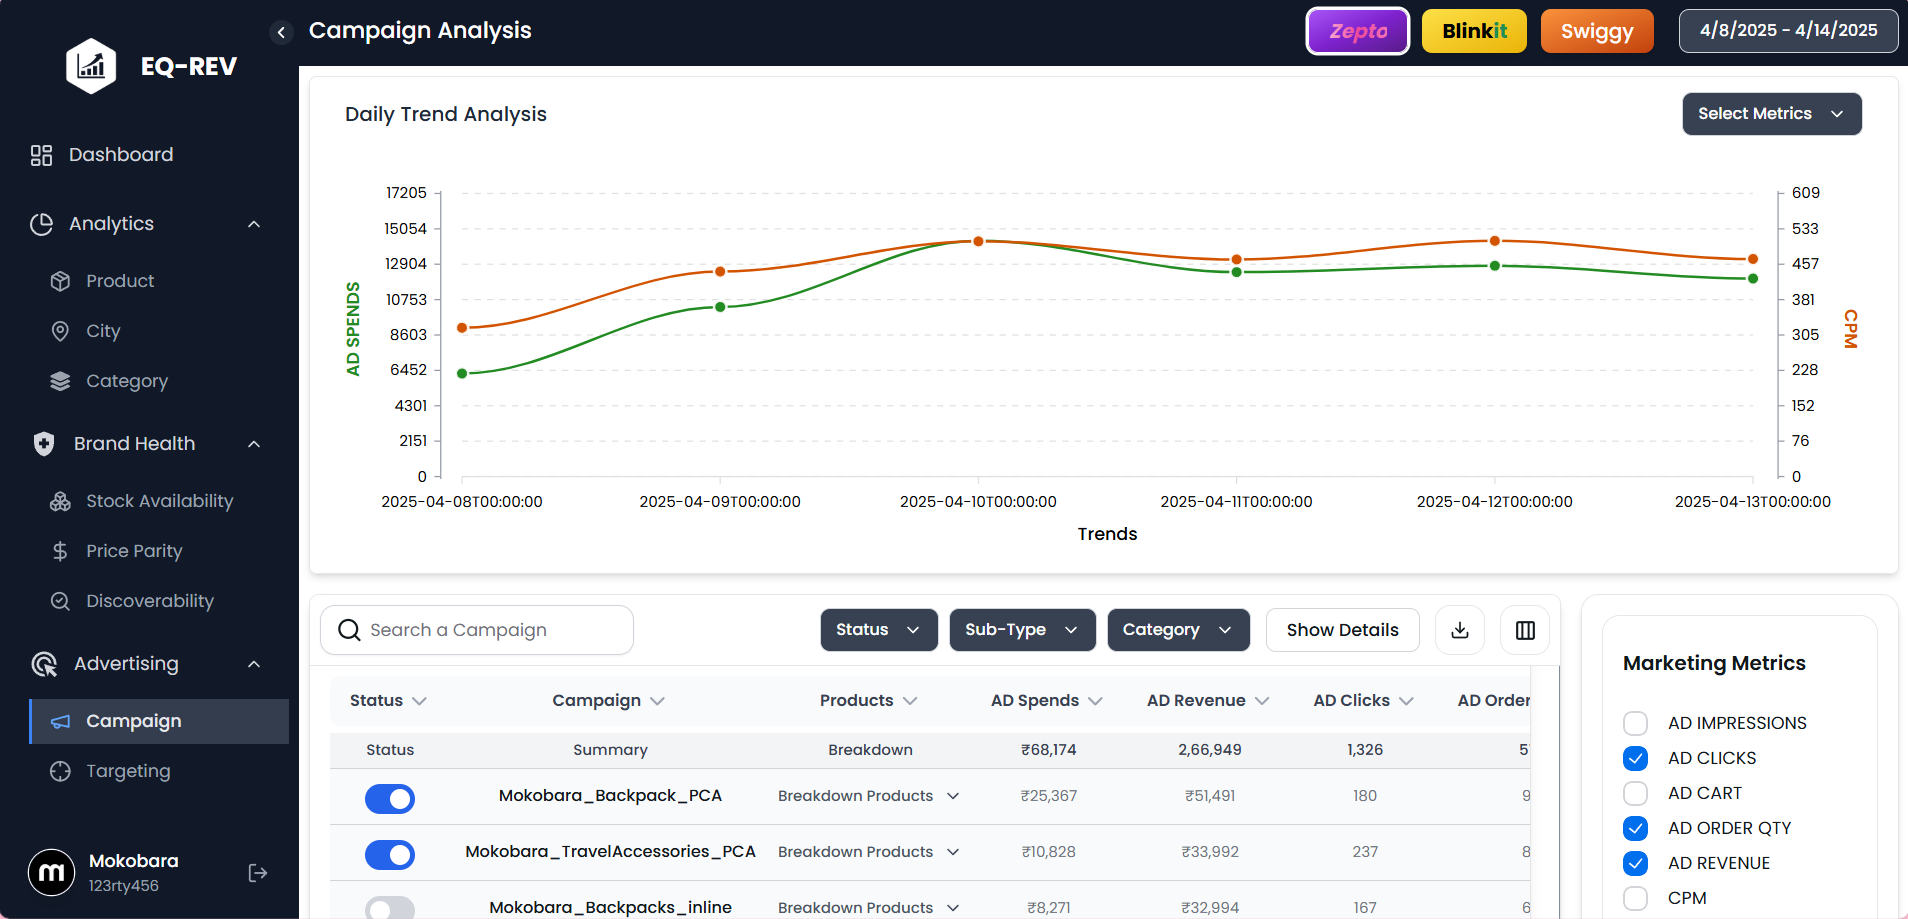 EQ-REV
Dashboard
Analytics
Product
City
Category
Brand Health
Stock Availability
Price Parity
Discoverability
Advertising
Campaign
Targeting
m
Mokobara
123rty456
Campaign Analysis
Zepto
Blinkit
Swiggy
4/8/2025 - 4/14/2025
Daily Trend Analysis
Select Metrics
AD SPENDS
17205
15054
12904
10753
8603
6452
4301
2151
0
609
533
457
381
305
228
152
76
0
CPM
2025-04-08T00:00:00 2025-04-09T00:00:00 2025-04-10T00:00:00 2025-04-11T00:00:00 2025-04-12T00:00:00 2025-04-13T00:00:00
Trends
Search a Campaign
Status
Sub-Type
Category
Show Details
Status Campaign Products AD Spends AD Revenue AD Clicks AD Order
Status Summary Breakdown ₹68,174 2,66,949 1,326
Mokobara_Backpack_PCA Breakdown Products ₹25,367 ₹51,491 180 9
Mokobara_TravelAccessories_PCA Breakdown Products ₹10,828 ₹33,992 237 8
Mokobara_Backpacks_inline Breakdown Products ₹8,271 ₹32,994 167 6
Marketing Metrics
AD IMPRESSIONS
AD CLICKS
AD CART
AD ORDER QTY
AD REVENUE
CPM